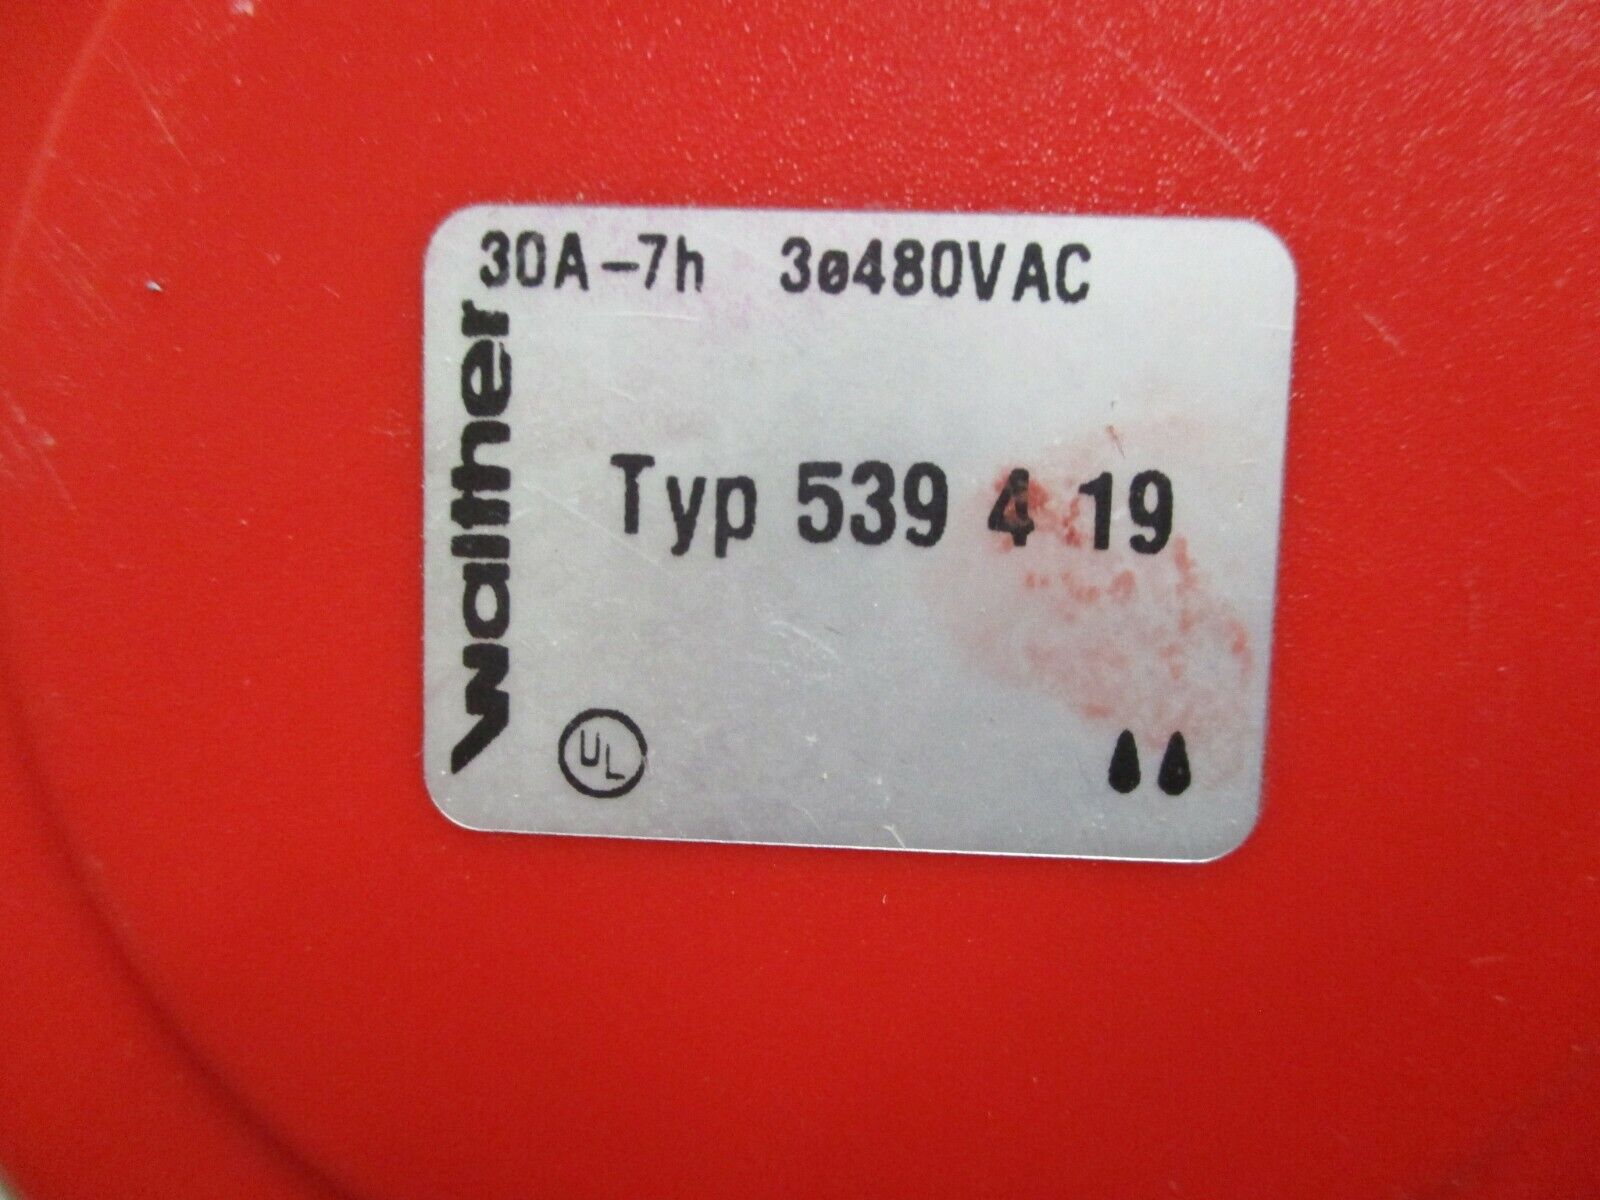 30A-7h 3ø480VAC
walther
Typ 539 4 19
UL